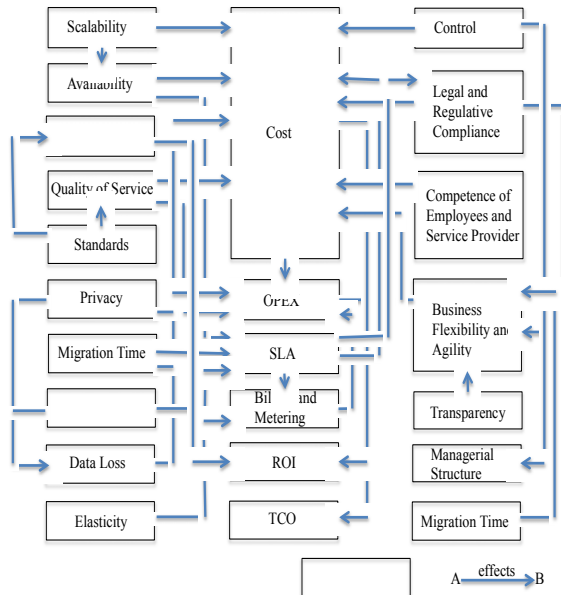 Scalability
Availability
Quality of Service
Standards
Privacy
Migration Time
Data Loss
Elasticity
Cost
OPEX
SLA
Metering
ROI
TCO
Control
Legal and
Regulative
Compliance
Competence of
Employees and
Service Provider
Business
Flexibility and
Agility
Transparency
Managerial
Structure
Migration Time
A effects B